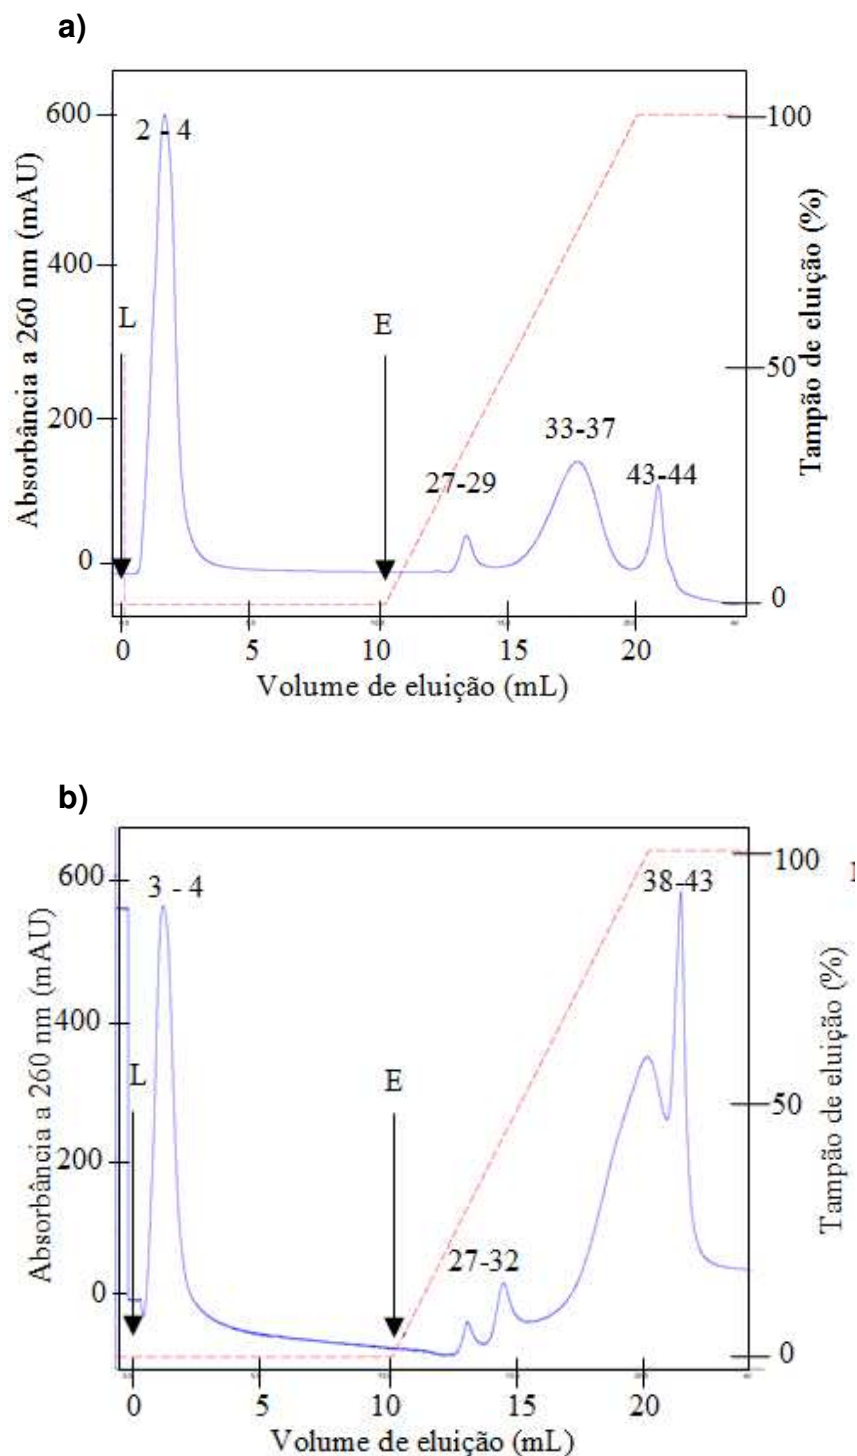 a)
600
2 - 4
100
400
L
E
50
200
33-37
27-29
43-44
0
0
0
5
10
15
20
Absorbância a 260 nm (mAU)
Tampão de eluição (%)
Volume de eluição (mL)
b)
600
3 - 4
38-43
100
400
L
E
50
200
27-32
0
0
0
5
10
15
20
Absorbância a 260 nm (mAU)
Tampão de eluição (%)
Volume de eluição (mL)